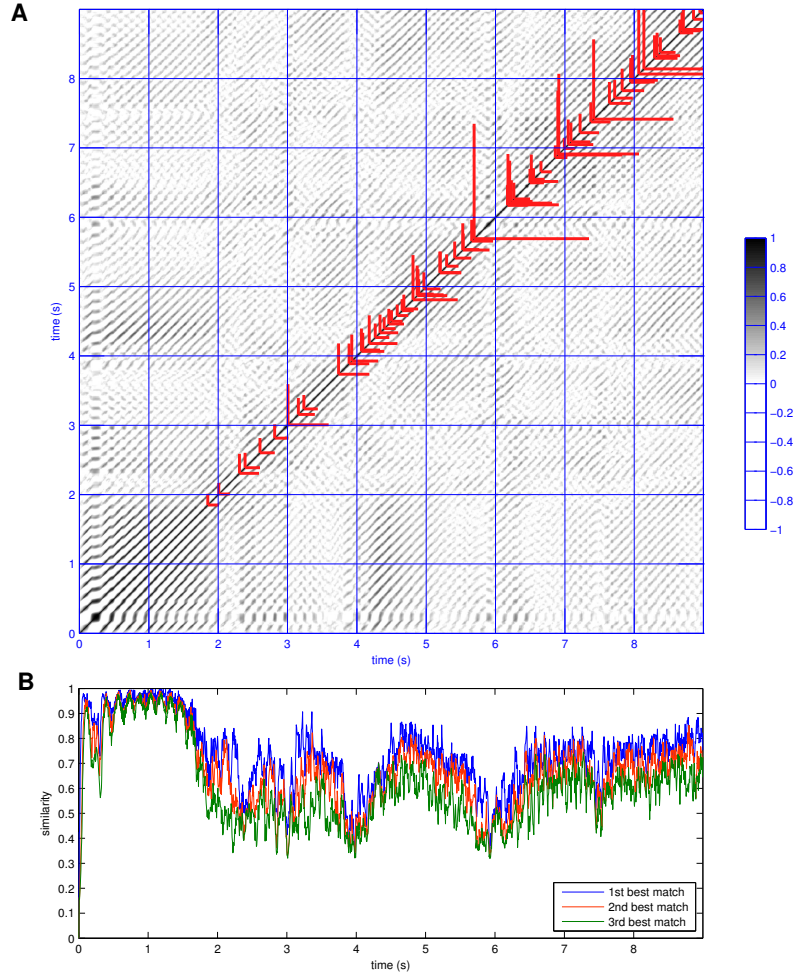 A
8
7
6
5
4
3
2
1
0
time (s)
0 1 2 3 4 5 6 7 8
time (s)
1
0.8
0.6
0.4
0.2
0
−0.2
−0.4
−0.6
−0.8
−1
B
1
0.9
0.8
0.7
0.6
0.5
0.4
0.3
0.2
0.1
0
similarity
0 1 2 3 4 5 6 7 8
time (s)
1st best match
2nd best match
3rd best match